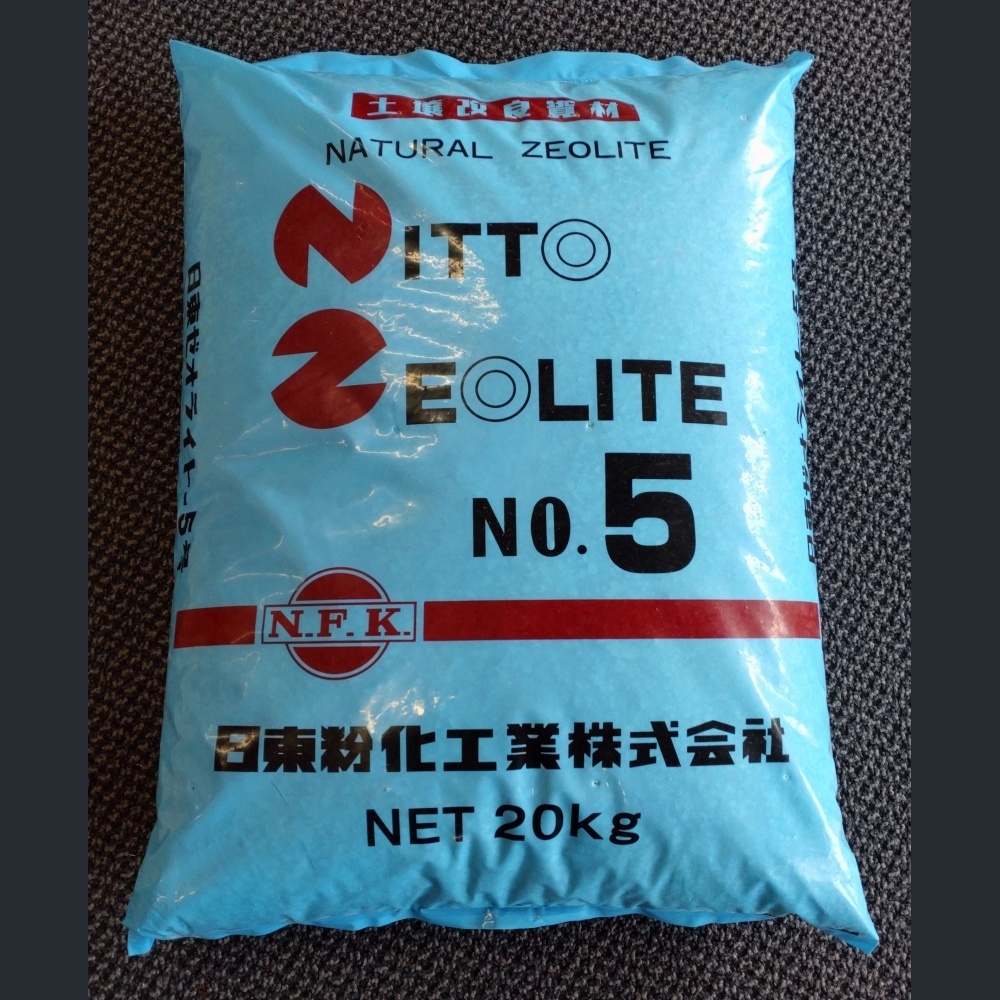 土壌改良資材
NATURAL ZEOLITE
NITTO
ZEOLITE
NO.5
N.F.K.
日東粉化工業株式会社
NET 20kg
日東ゼオライト5号